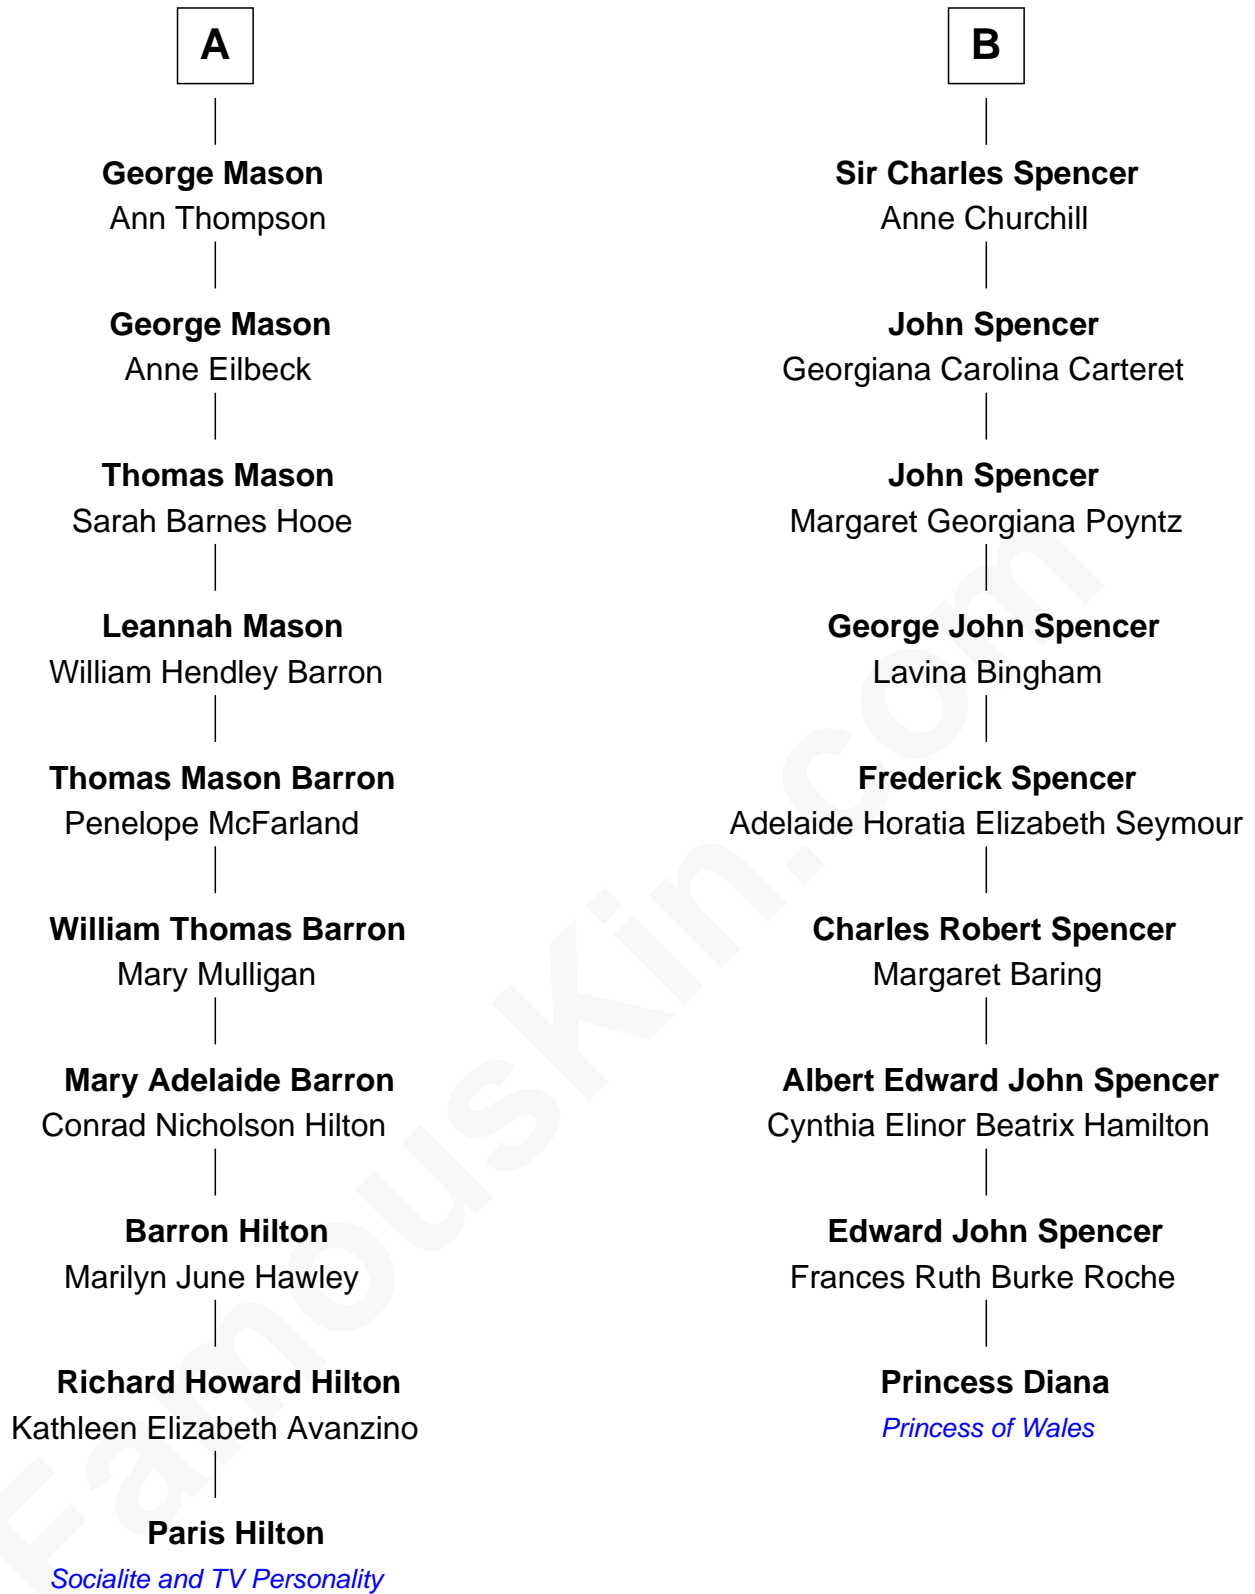 A
George Mason
Ann Thompson
George Mason
Anne Eilbeck
Thomas Mason
Sarah Barnes Hooe
Leannah Mason
William Hendley Barron
Thomas Mason Barron
Penelope McFarland
William Thomas Barron
Mary Mulligan
Mary Adelaide Barron
Conrad Nicholson Hilton
Barron Hilton
Marilyn June Hawley
Richard Howard Hilton
Kathleen Elizabeth Avanzino
Paris Hilton
Socialite and TV Personality
B
Sir Charles Spencer
Anne Churchill
John Spencer
Georgiana Carolina Carteret
John Spencer
Margaret Georgiana Poyntz
George John Spencer
Lavina Bingham
Frederick Spencer
Adelaide Horatia Elizabeth Seymour
Charles Robert Spencer
Margaret Baring
Albert Edward John Spencer
Cynthia Elinor Beatrix Hamilton
Edward John Spencer
Frances Ruth Burke Roche
Princess Diana
Princess of Wales
FamousKin.com